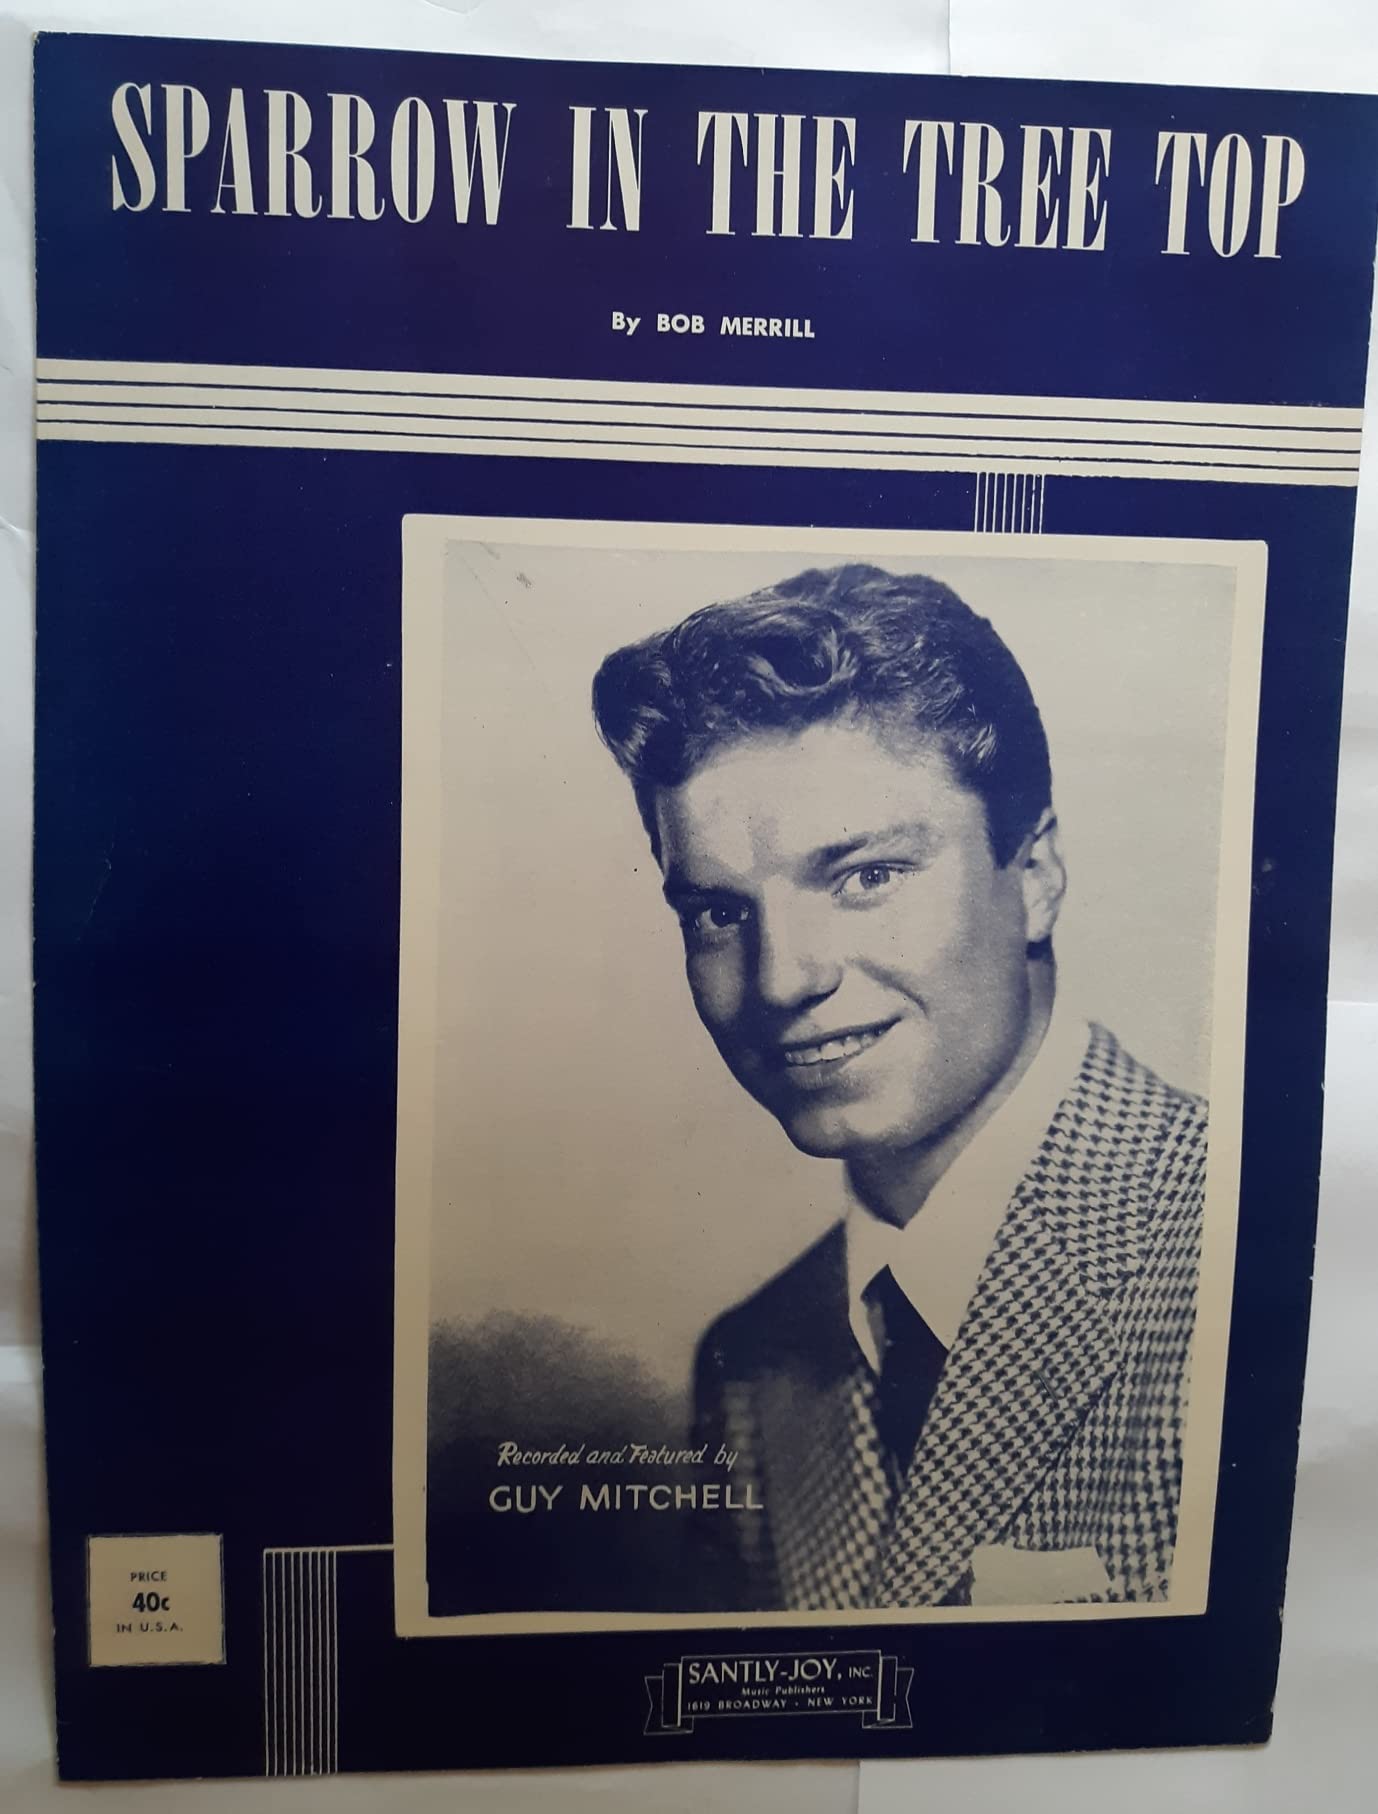 SPARROW IN THE TREE TOP
By BOB MERRILL
Recorded and Featured by
GUY MITCHELL
PRICE
40c
IN U.S.A.
SANTLY-JOY, INC.
Music Publishers
1619 BROADWAY · NEW YORK